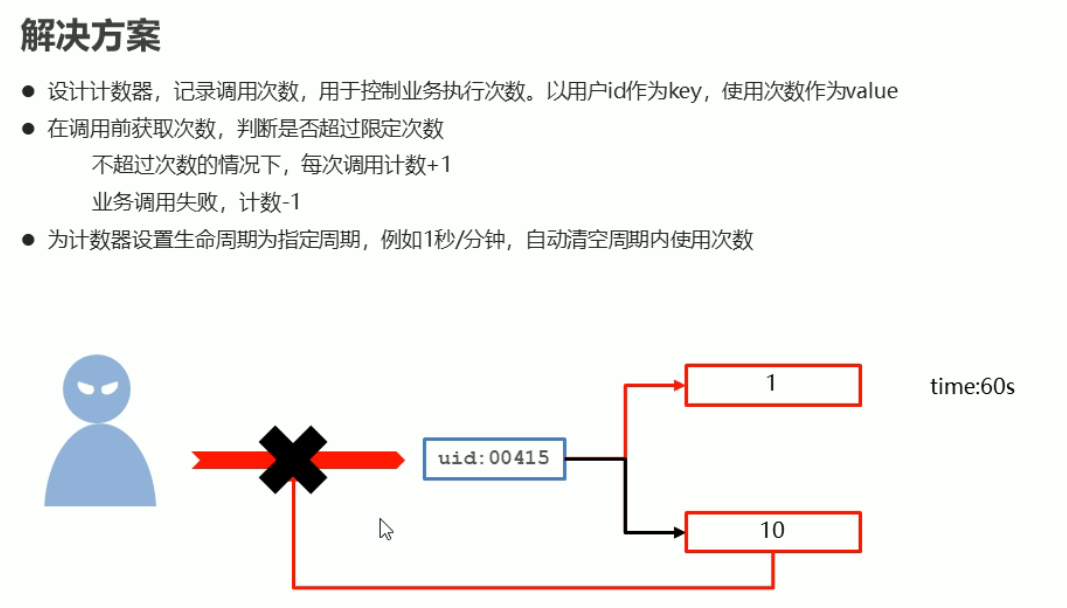 解决方案
设计计数器，记录调用次数，用于控制业务执行次数。以用户id作为key，使用次数作为value
在调用前获取次数，判断是否超过限定次数
不超过次数的情况下，每次调用计数+1
业务调用失败，计数-1
为计数器设置生命周期为指定周期，例如1秒/分钟，自动清空周期内使用次数
1
time:60s
uid:00415
10